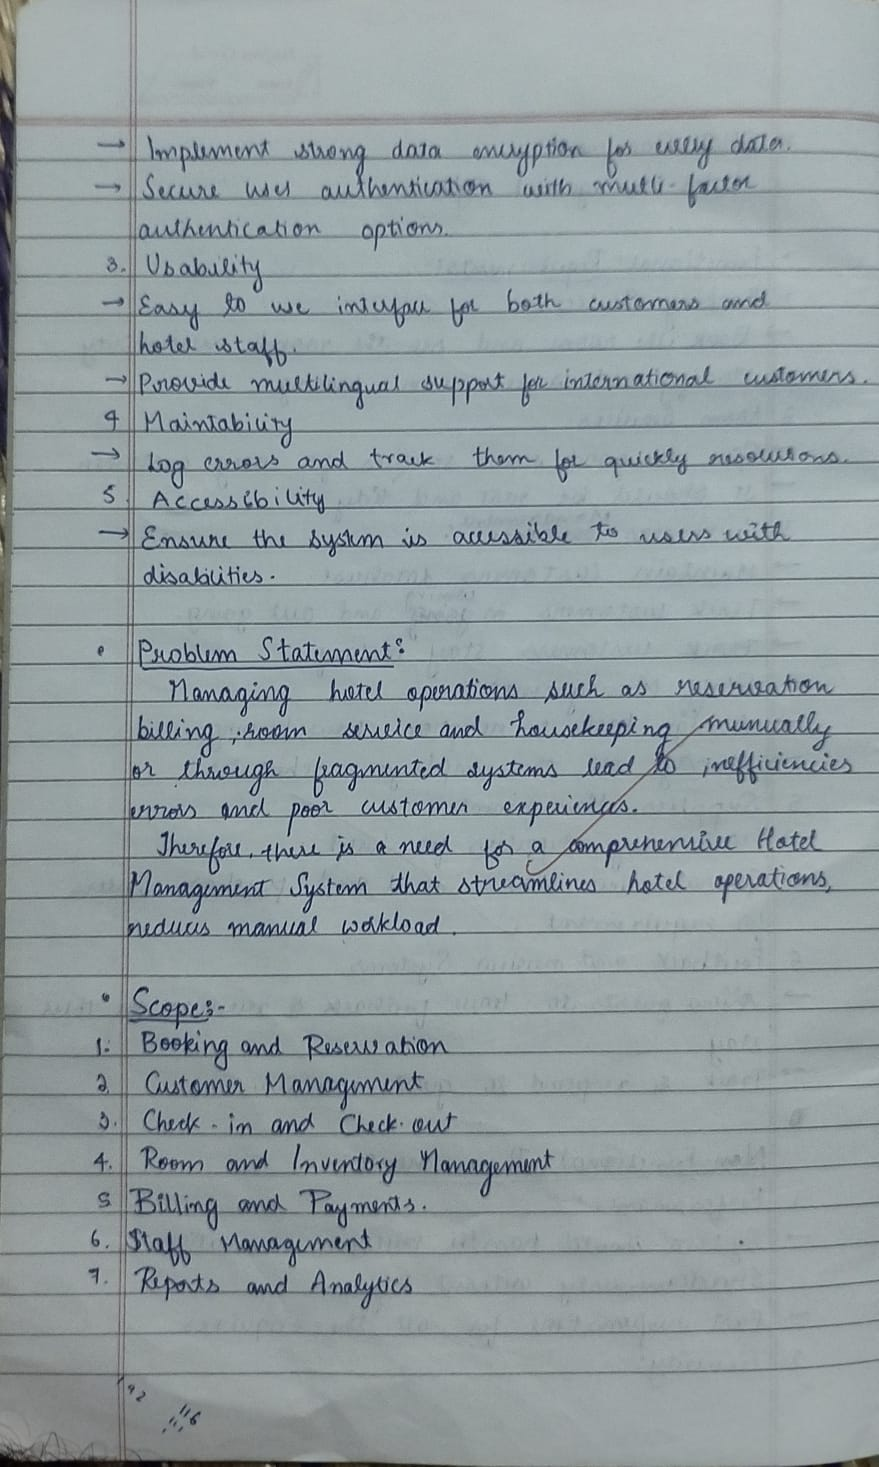 → Implement strong data encryption for every data.
→ Secure user authentication with multi-factor
authentication options.
3. Usability
→ Easy to use interface for both customers and
hotel staff.
→ Provide multilingual support for international customers.
4 Maintability
→ Log errors and track them for quickly resolutions.
5. Accessibility
→ Ensure the system is accessible to users with
disabilities.
• Problem Statement:
Managing hotel operations such as reservation
billing, room service and housekeeping munually
or through fragmented systems lead to inefficiencies
errors and poor customer experiences.
Therefore, there is a need for a comprehensive Hotel
Management System that streamlines hotel operations,
reduces manual workload.
• Scope:-
1. Booking and Reservation
2. Customer Management
3. Check-in and Check-out
4. Room and Inventory Management
5 Billing and Payments.
6. Staff Management
7. Reports and Analytics